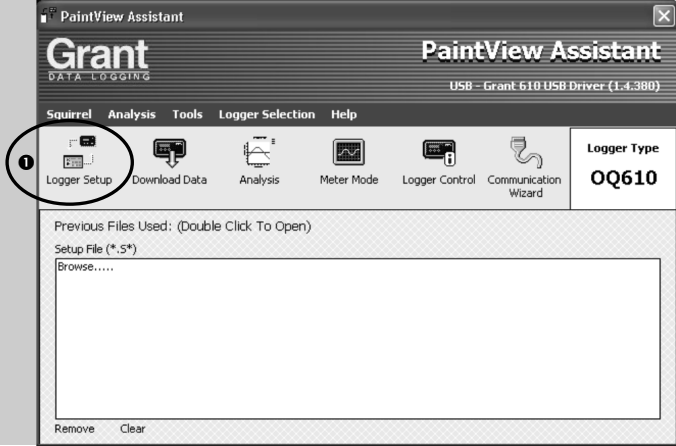 PaintView Assistant
Grant
DATA LOGGING
PaintView Assistant
USB - Grant 610 USB Driver (1.4.380)
Squirrel Analysis Tools Logger Selection Help
1
Logger Setup
Download Data
Analysis
Meter Mode
Logger Control
Communication
Wizard
Logger Type
OQ610
Previous Files Used: (Double Click To Open)
Setup File (*.S*)
Browse.....
Remove Clear